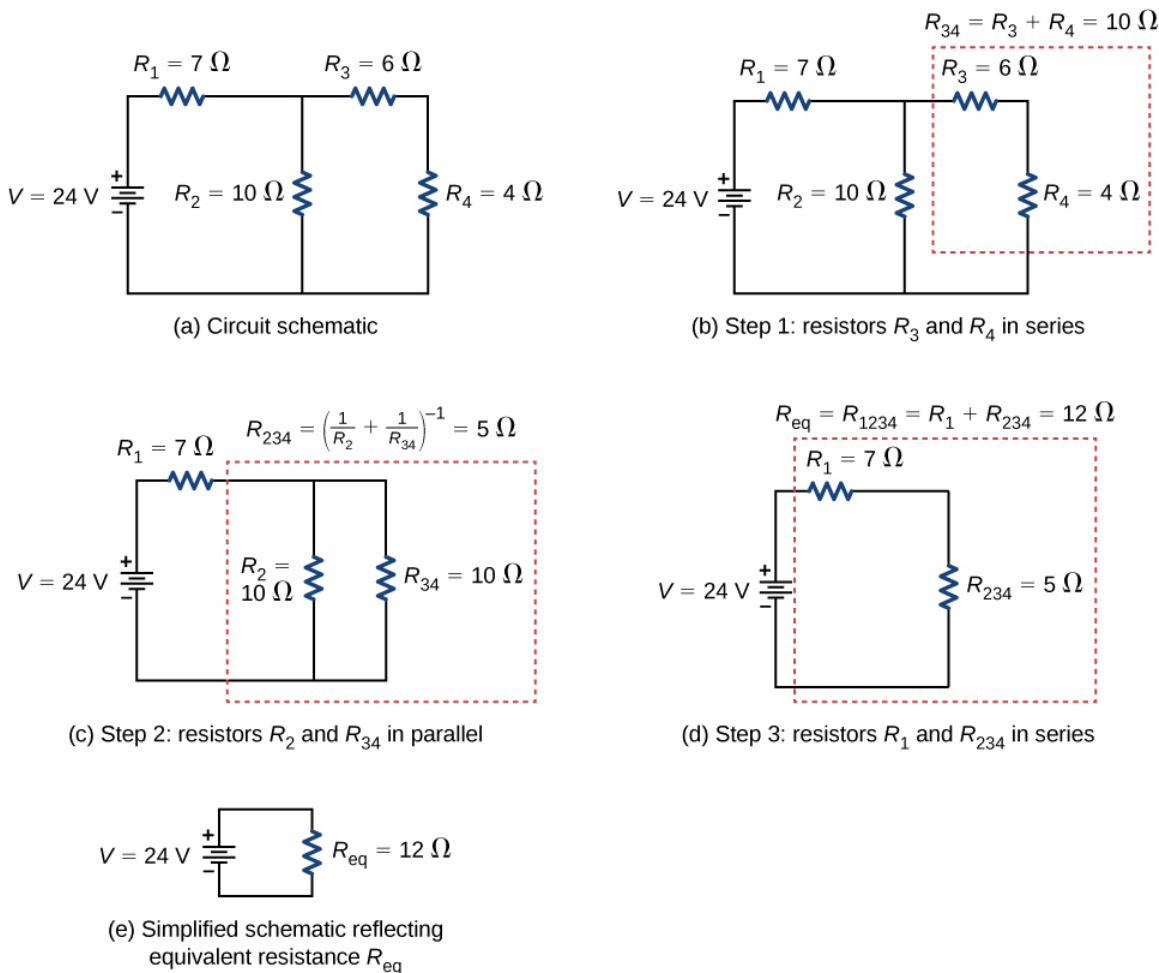 R₁ = 7 Ω
R₃ = 6 Ω
V = 24 V
+
−
R₂ = 10 Ω
R₄ = 4 Ω
(a) Circuit schematic
R₃₄ = R₃ + R₄ = 10 Ω
R₁ = 7 Ω
R₃ = 6 Ω
V = 24 V
+
−
R₂ = 10 Ω
R₄ = 4 Ω
(b) Step 1: resistors R₃ and R₄ in series
R₁ = 7 Ω
R₂₃₄ = (1/R₂ + 1/R₃₄)⁻¹ = 5 Ω
V = 24 V
+
−
R₂ =
10 Ω
R₃₄ = 10 Ω
(c) Step 2: resistors R₂ and R₃₄ in parallel
Req = R₁₂₃₄ = R₁ + R₂₃₄ = 12 Ω
R₁ = 7 Ω
V = 24 V
+
−
R₂₃₄ = 5 Ω
(d) Step 3: resistors R₁ and R₂₃₄ in series
V = 24 V
+
−
Req = 12 Ω
(e) Simplified schematic reflecting
equivalent resistance Req